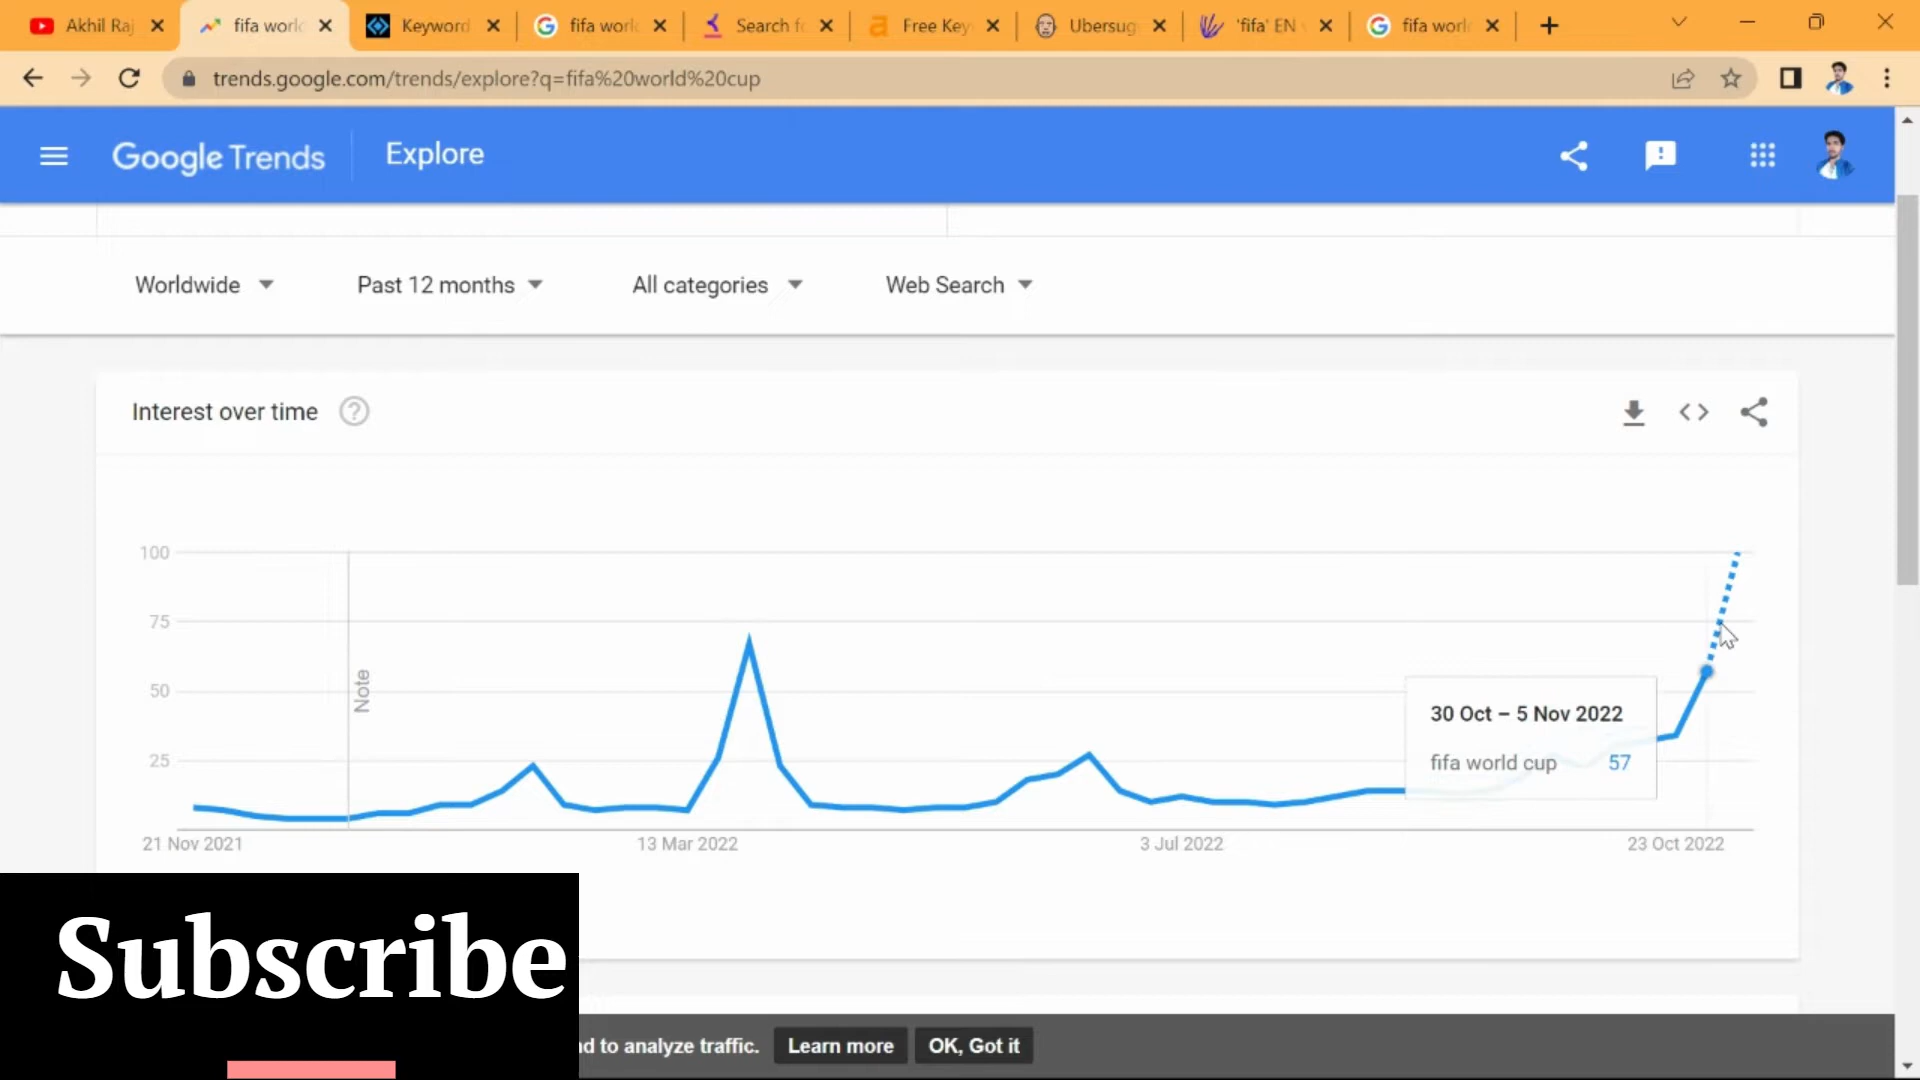 Akhil Raj
fifa worl
Keyword
fifa worl
Search fo
Free Key
Ubersug
'fifa' EN
fifa worl
trends.google.com/trends/explore?q=fifa%20world%20cup
Google Trends
Explore
Worldwide
Past 12 months
All categories
Web Search
Interest over time
100
75
50
25
Note
30 Oct – 5 Nov 2022
fifa world cup 57
21 Nov 2021
13 Mar 2022
3 Jul 2022
23 Oct 2022
Subscribe
d to analyze traffic.
Learn more
OK, Got it